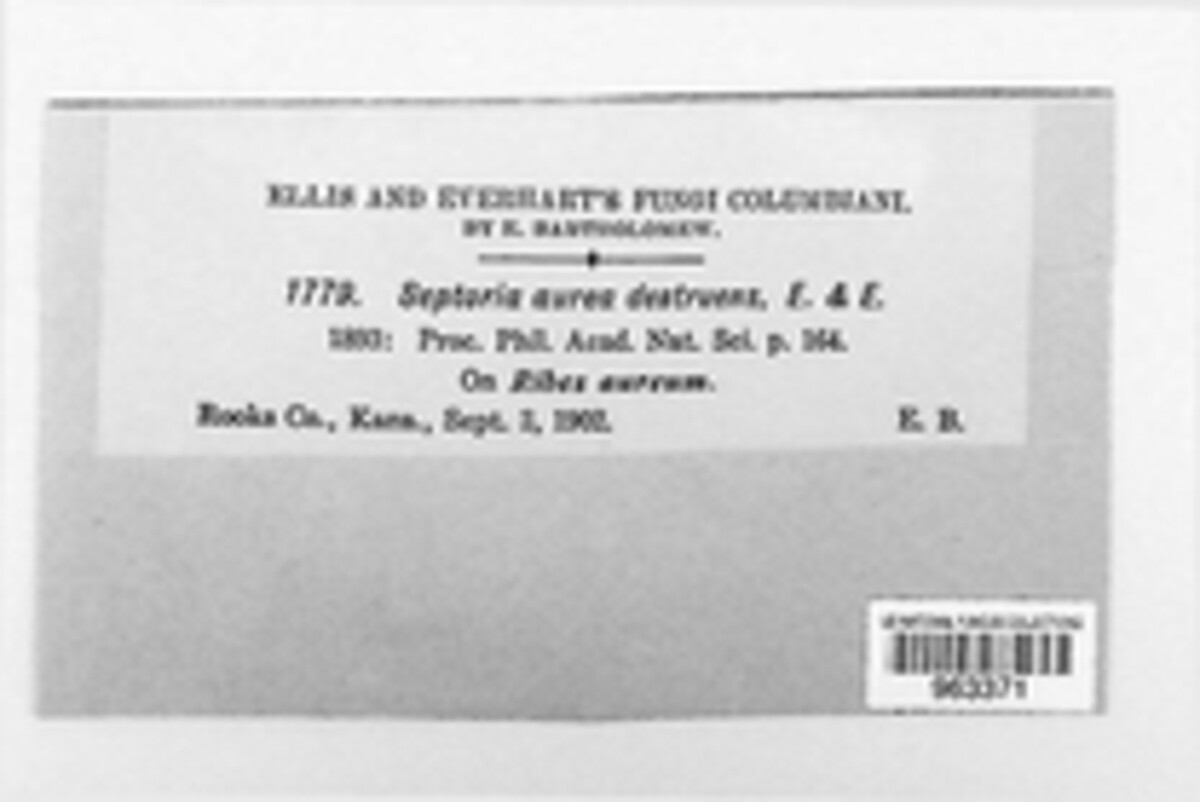 ELLIS AND EVERHART'S FUNGI COLUMBIANI.
BY E. BARTHOLOMEW.
1779. Septoria aurea destruens, E. & E.
1893: Proc. Phil. Acad. Nat. Sci. p. 164.
On Ribes aureum.
Rooks Co., Kans., Sept. 1902. E. B.
963371